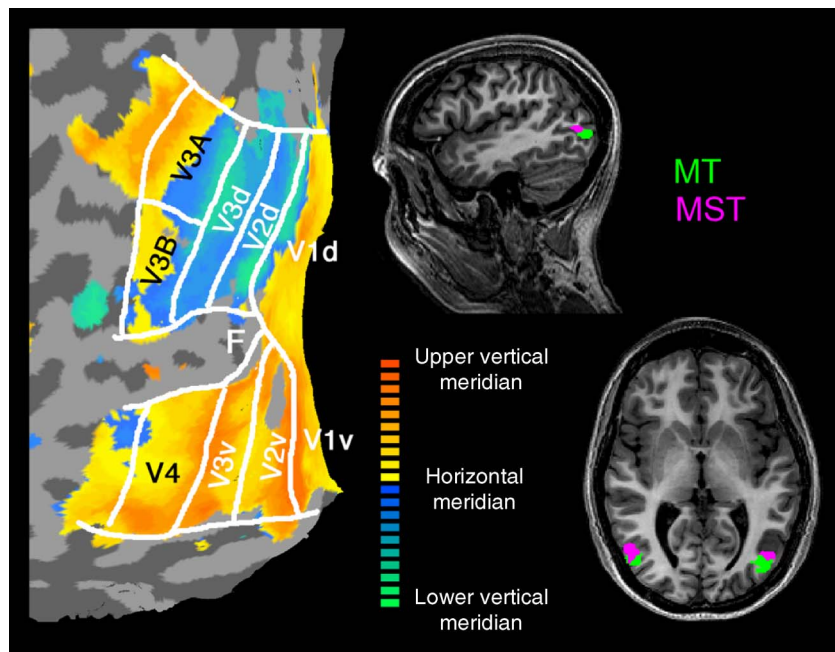 V3A
V3d
V2d
V1d
V3B
F
V4
V3v
V2v
V1v
MT
MST
Upper vertical
meridian
Horizontal
meridian
Lower vertical
meridian